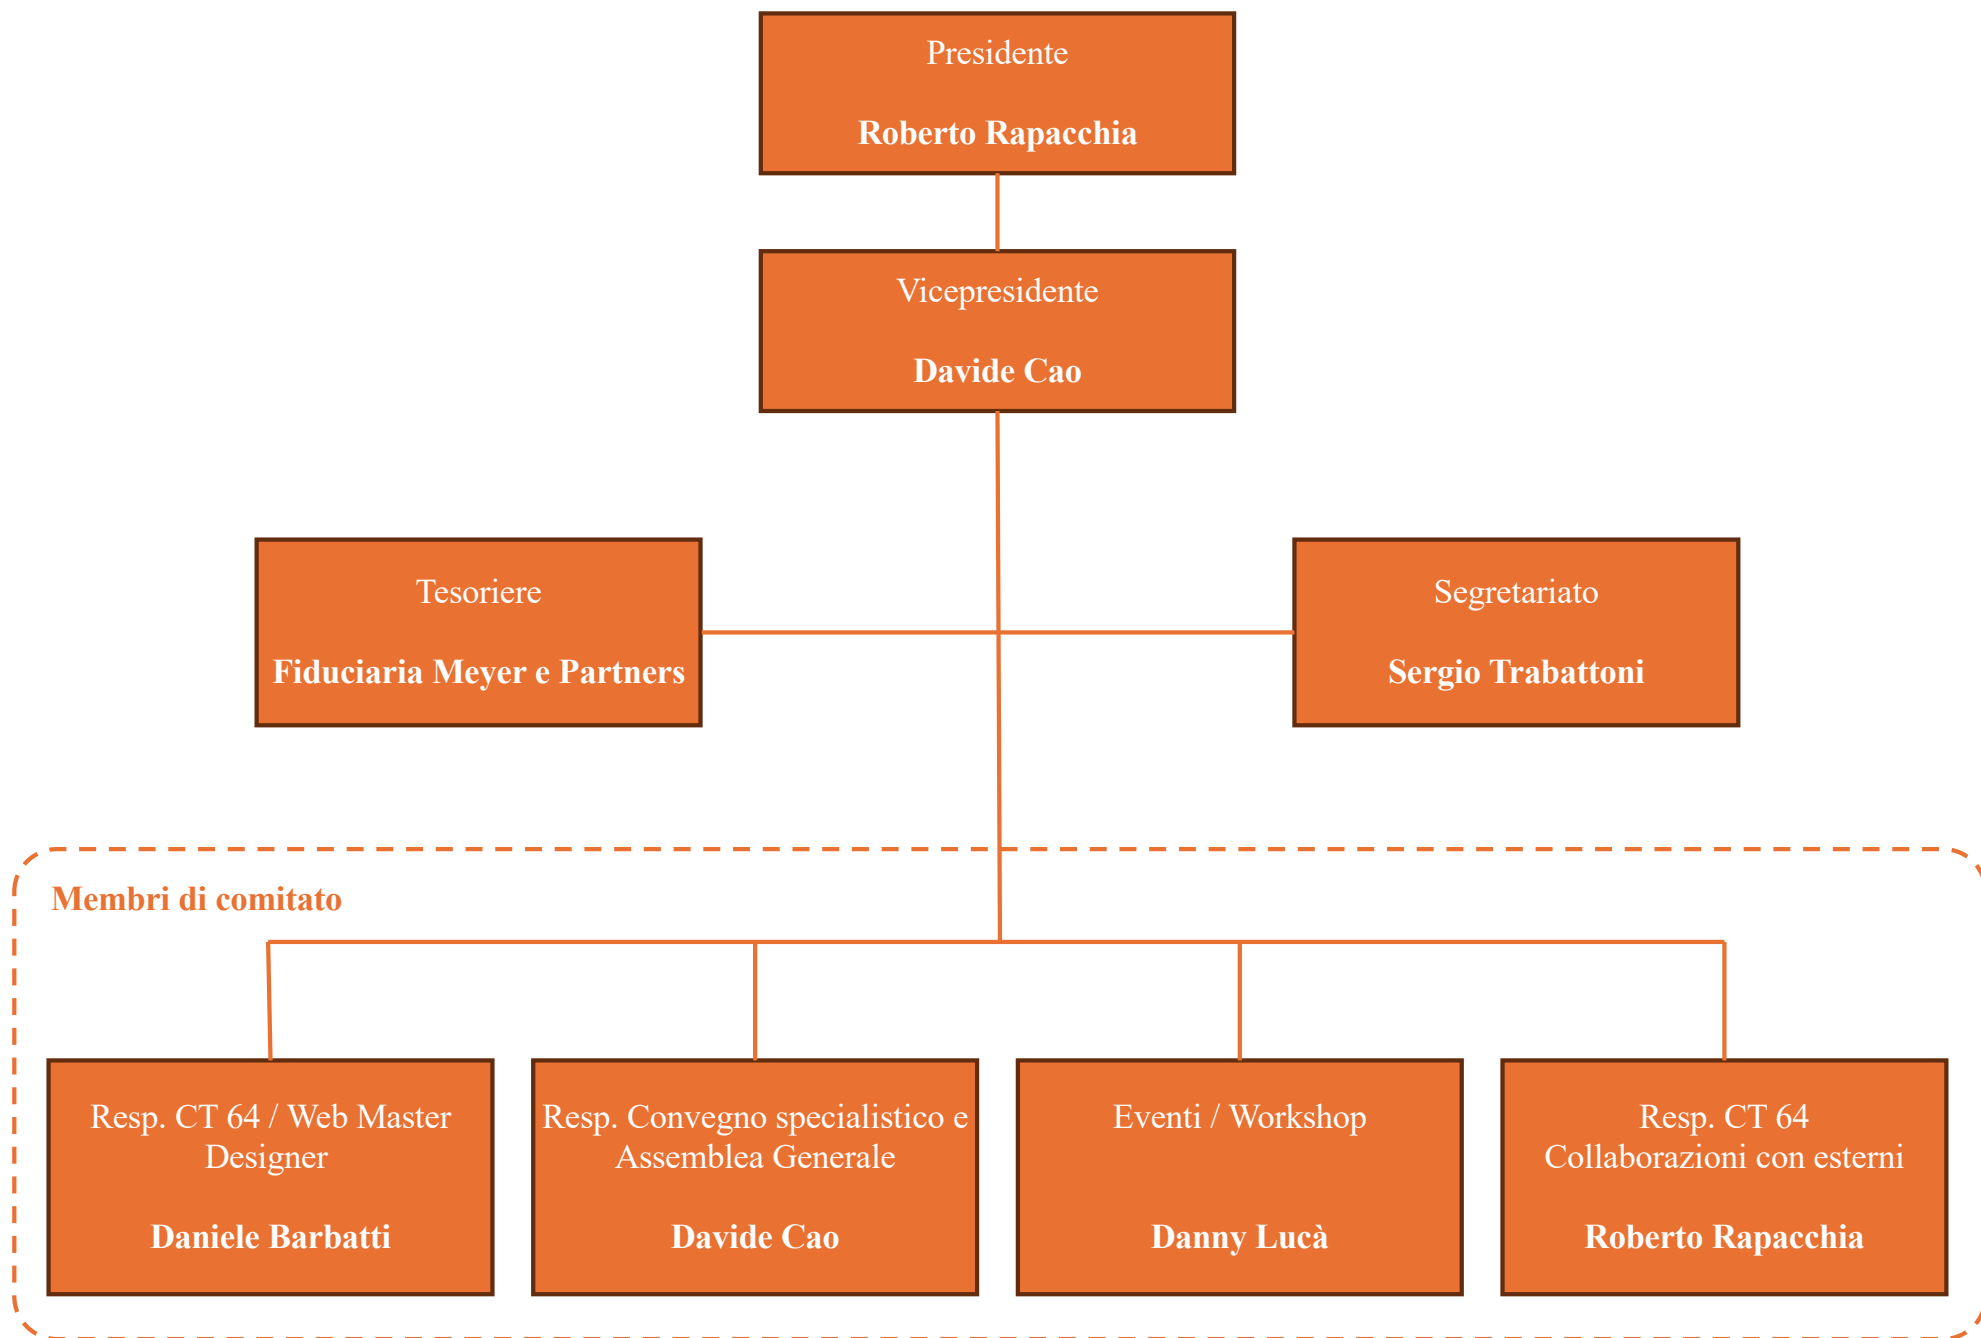 Presidente
Roberto Rapacchia
Vicepresidente
Davide Cao
Tesoriere
Fiduciaria Meyer e Partners
Segretariato
Sergio Trabattoni
Membri di comitato
Resp. CT 64 / Web Master
Designer
Daniele Barbatti
Resp. Convegno specialistico e
Assemblea Generale
Davide Cao
Eventi / Workshop
Danny Lucà
Resp. CT 64
Collaborazioni con esterni
Roberto Rapacchia